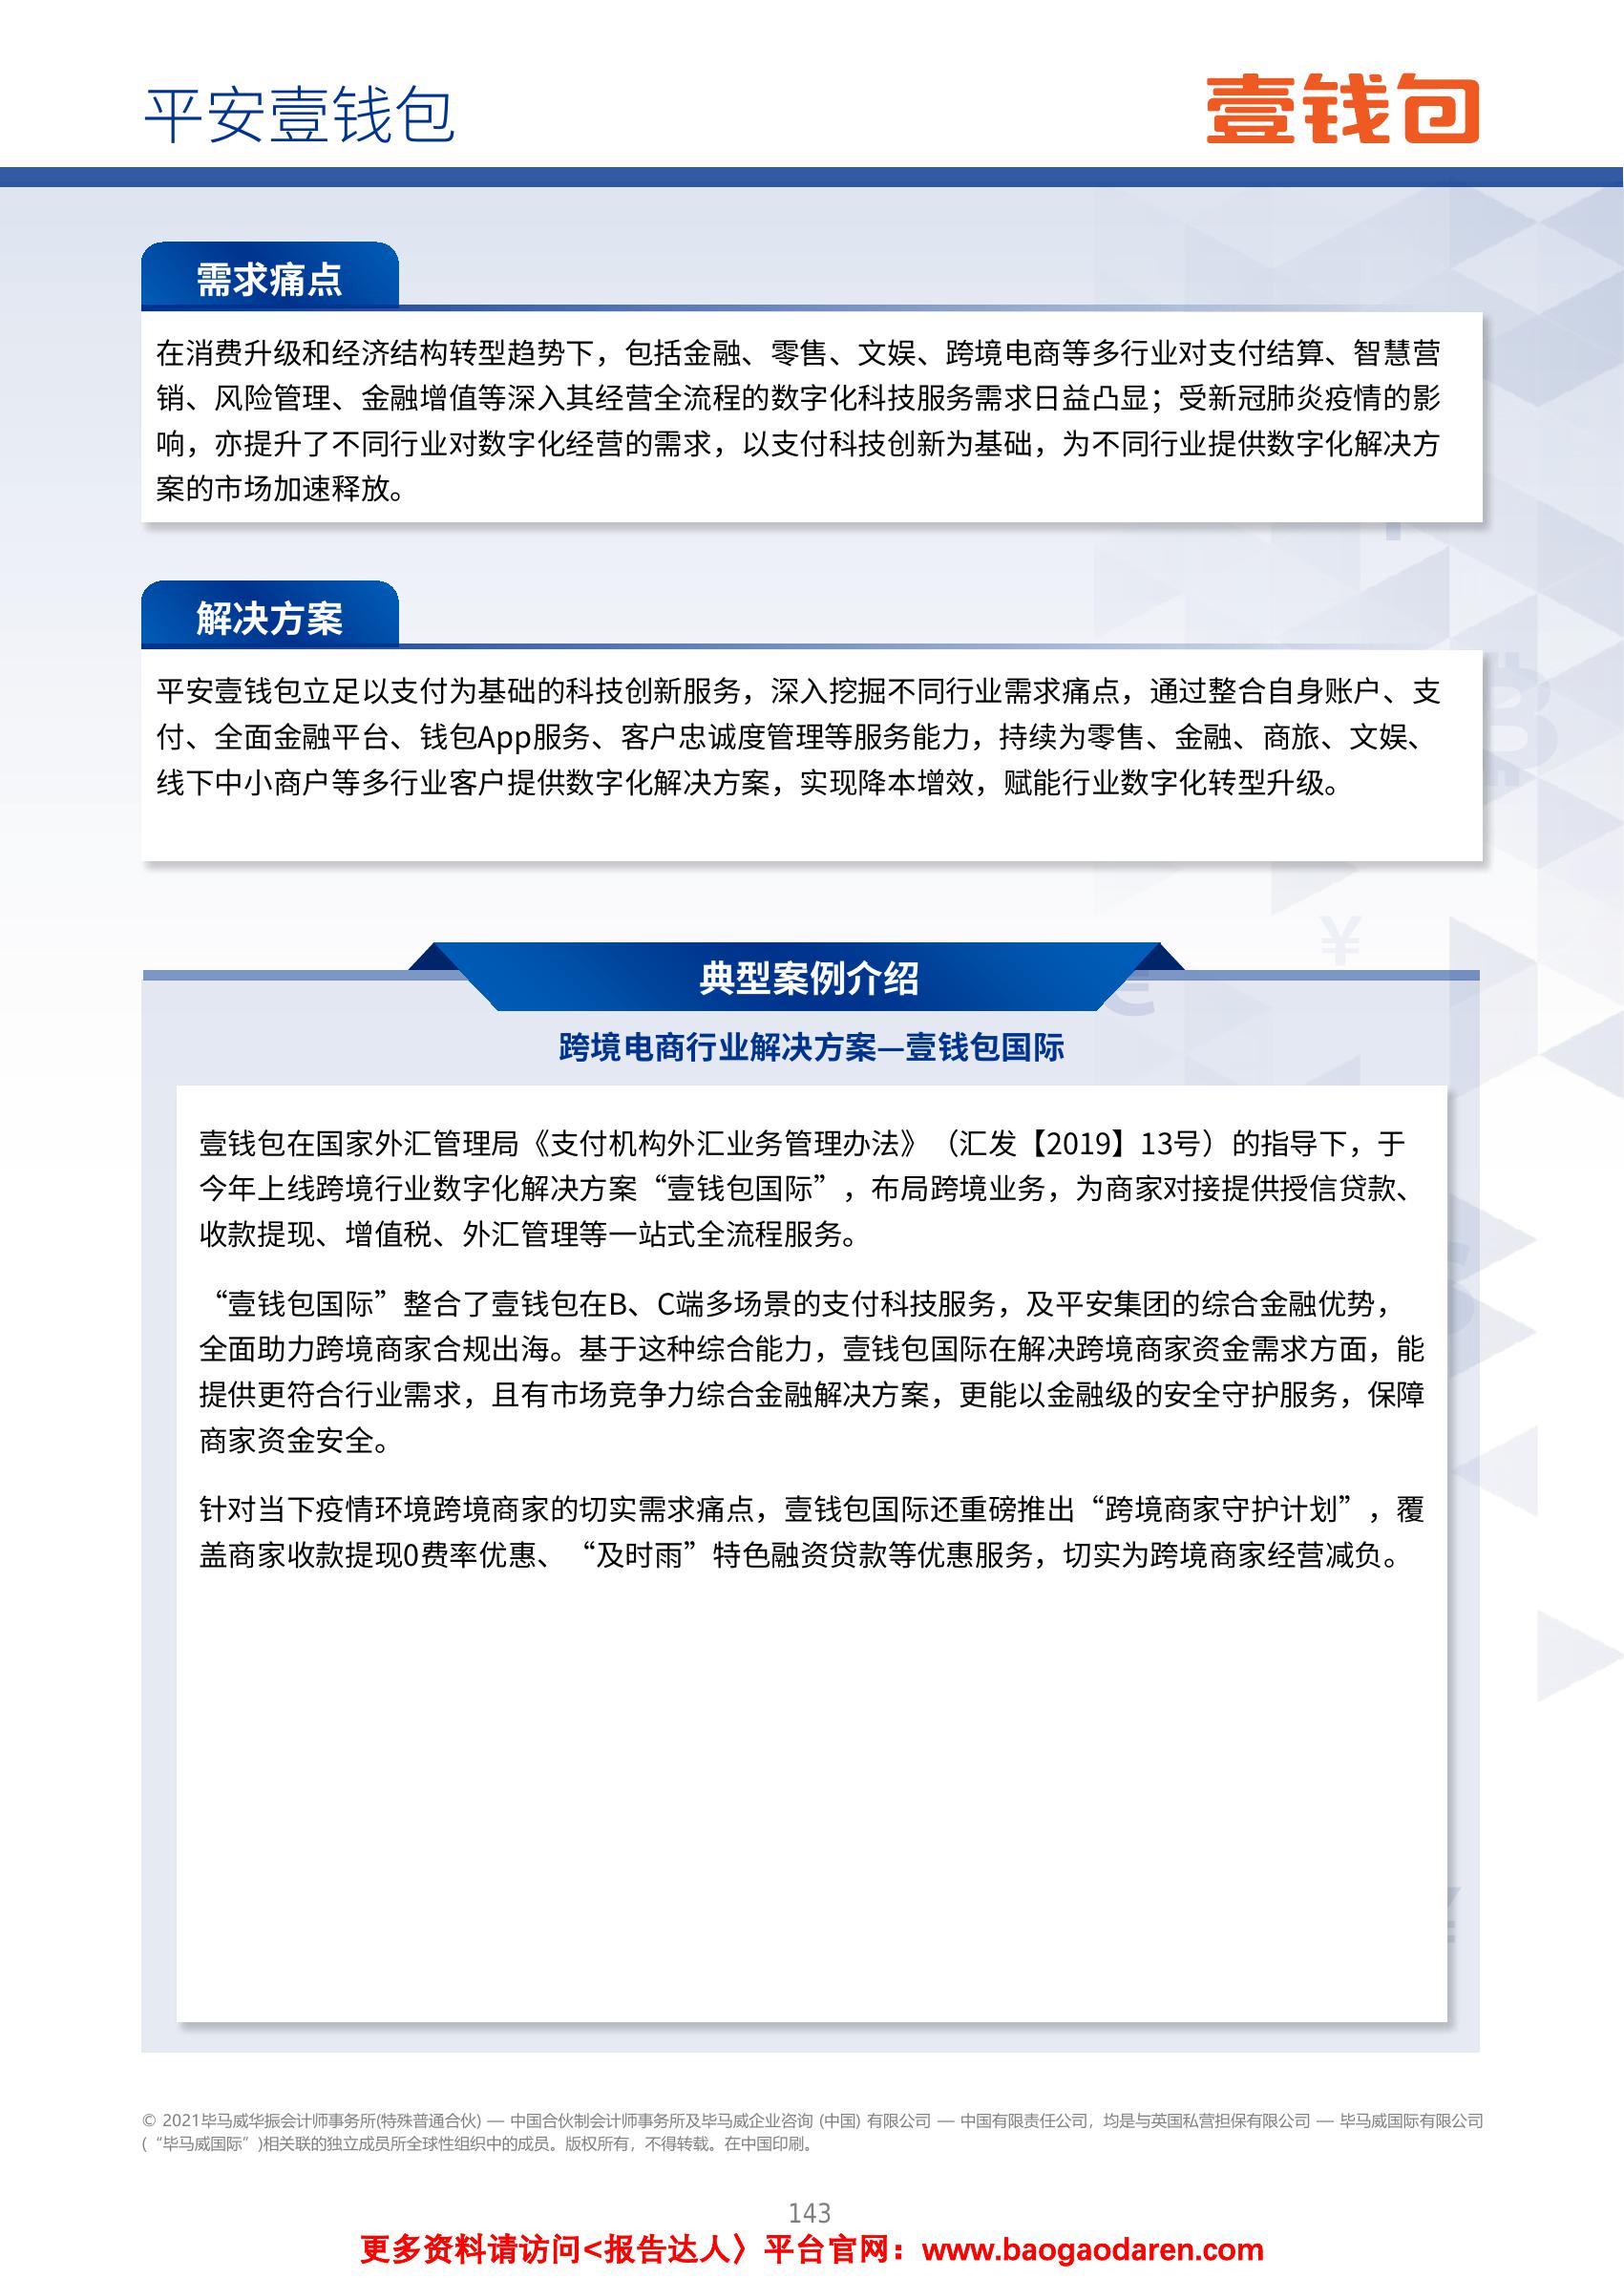 平安壹钱包
壹钱包
需求痛点
在消费升级和经济结构转型趋势下，包括金融、零售、文娱、跨境电商等多行业对支付结算、智慧营
销、风险管理、金融增值等深入其经营全流程的数字化科技服务需求日益凸显；受新冠肺炎疫情的影
响，亦提升了不同行业对数字化经营的需求，以支付科技创新为基础，为不同行业提供数字化解决方
案的市场加速释放。
解决方案
平安壹钱包立足以支付为基础的科技创新服务，深入挖掘不同行业需求痛点，通过整合自身账户、支
付、全面金融平台、钱包App服务、客户忠诚度管理等服务能力，持续为零售、金融、商旅、文娱、
线下中小商户等多行业客户提供数字化解决方案，实现降本增效，赋能行业数字化转型升级。
典型案例介绍
跨境电商行业解决方案—壹钱包国际
壹钱包在国家外汇管理局《支付机构外汇业务管理办法》（汇发【2019】13号）的指导下，于
今年上线跨境行业数字化解决方案“壹钱包国际”，布局跨境业务，为商家对接提供授信贷款、
收款提现、增值税、外汇管理等一站式全流程服务。
“壹钱包国际”整合了壹钱包在B、C端多场景的支付科技服务，及平安集团的综合金融优势，
全面助力跨境商家合规出海。基于这种综合能力，壹钱包国际在解决跨境商家资金需求方面，能
提供更符合行业需求，且有市场竞争力综合金融解决方案，更能以金融级的安全守护服务，保障
商家资金安全。
针对当下疫情环境跨境商家的切实需求痛点，壹钱包国际还重磅推出“跨境商家守护计划”，覆
盖商家收款提现0费率优惠、“及时雨”特色融资贷款等优惠服务，切实为跨境商家经营减负。
© 2021毕马威华振会计师事务所(特殊普通合伙) — 中国合伙制会计师事务所及毕马威企业咨询 (中国) 有限公司 — 中国有限责任公司，均是与英国私营担保有限公司 — 毕马威国际有限公司
(“毕马威国际”)相关联的独立成员所全球性组织中的成员。版权所有，不得转载。在中国印刷。
143
更多资料请访问<报告达人〉平台官网：www.baogaodaren.com